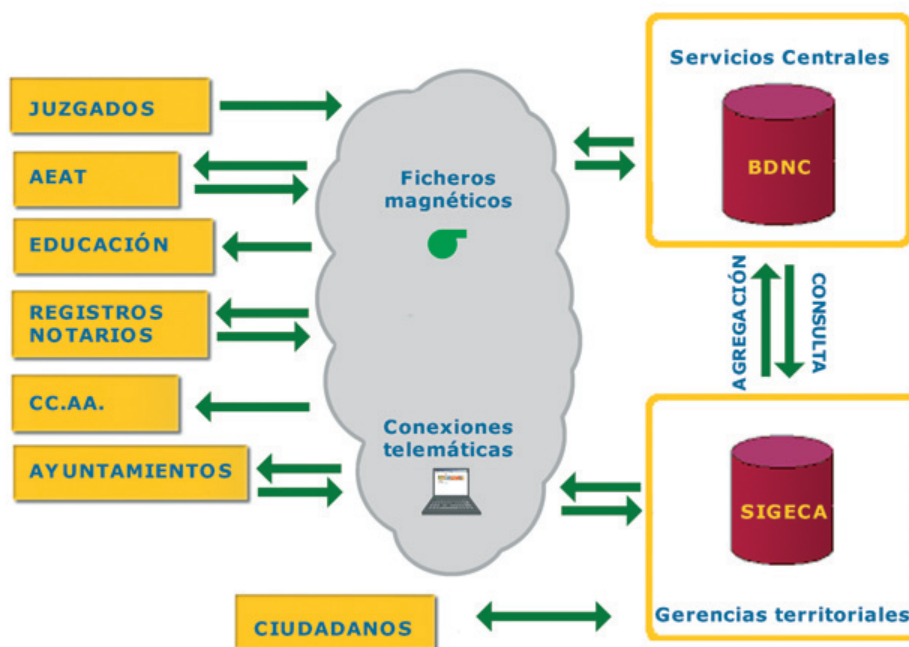 JUZGADOS
AEAT
EDUCACIÓN
REGISTROS
NOTARIOS
CC.AA.
AYUNTAMIENTOS
CIUDADANOS
Ficheros
magnéticos
Conexiones
telemáticas
Servicios Centrales
BDNC
AGREGACIÓN
CONSULTA
SIGECA
Gerencias territoriales